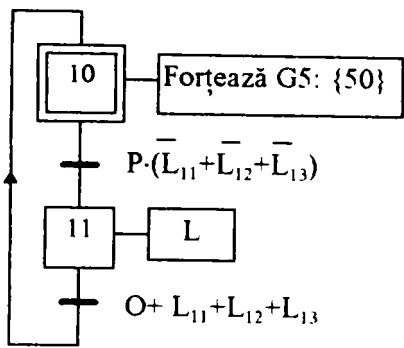 10
Forțează G5: {50}
P·(L̅₁₁+L̅₁₂+L̅₁₃)
11
L
O+ L₁₁+L₁₂+L₁₃